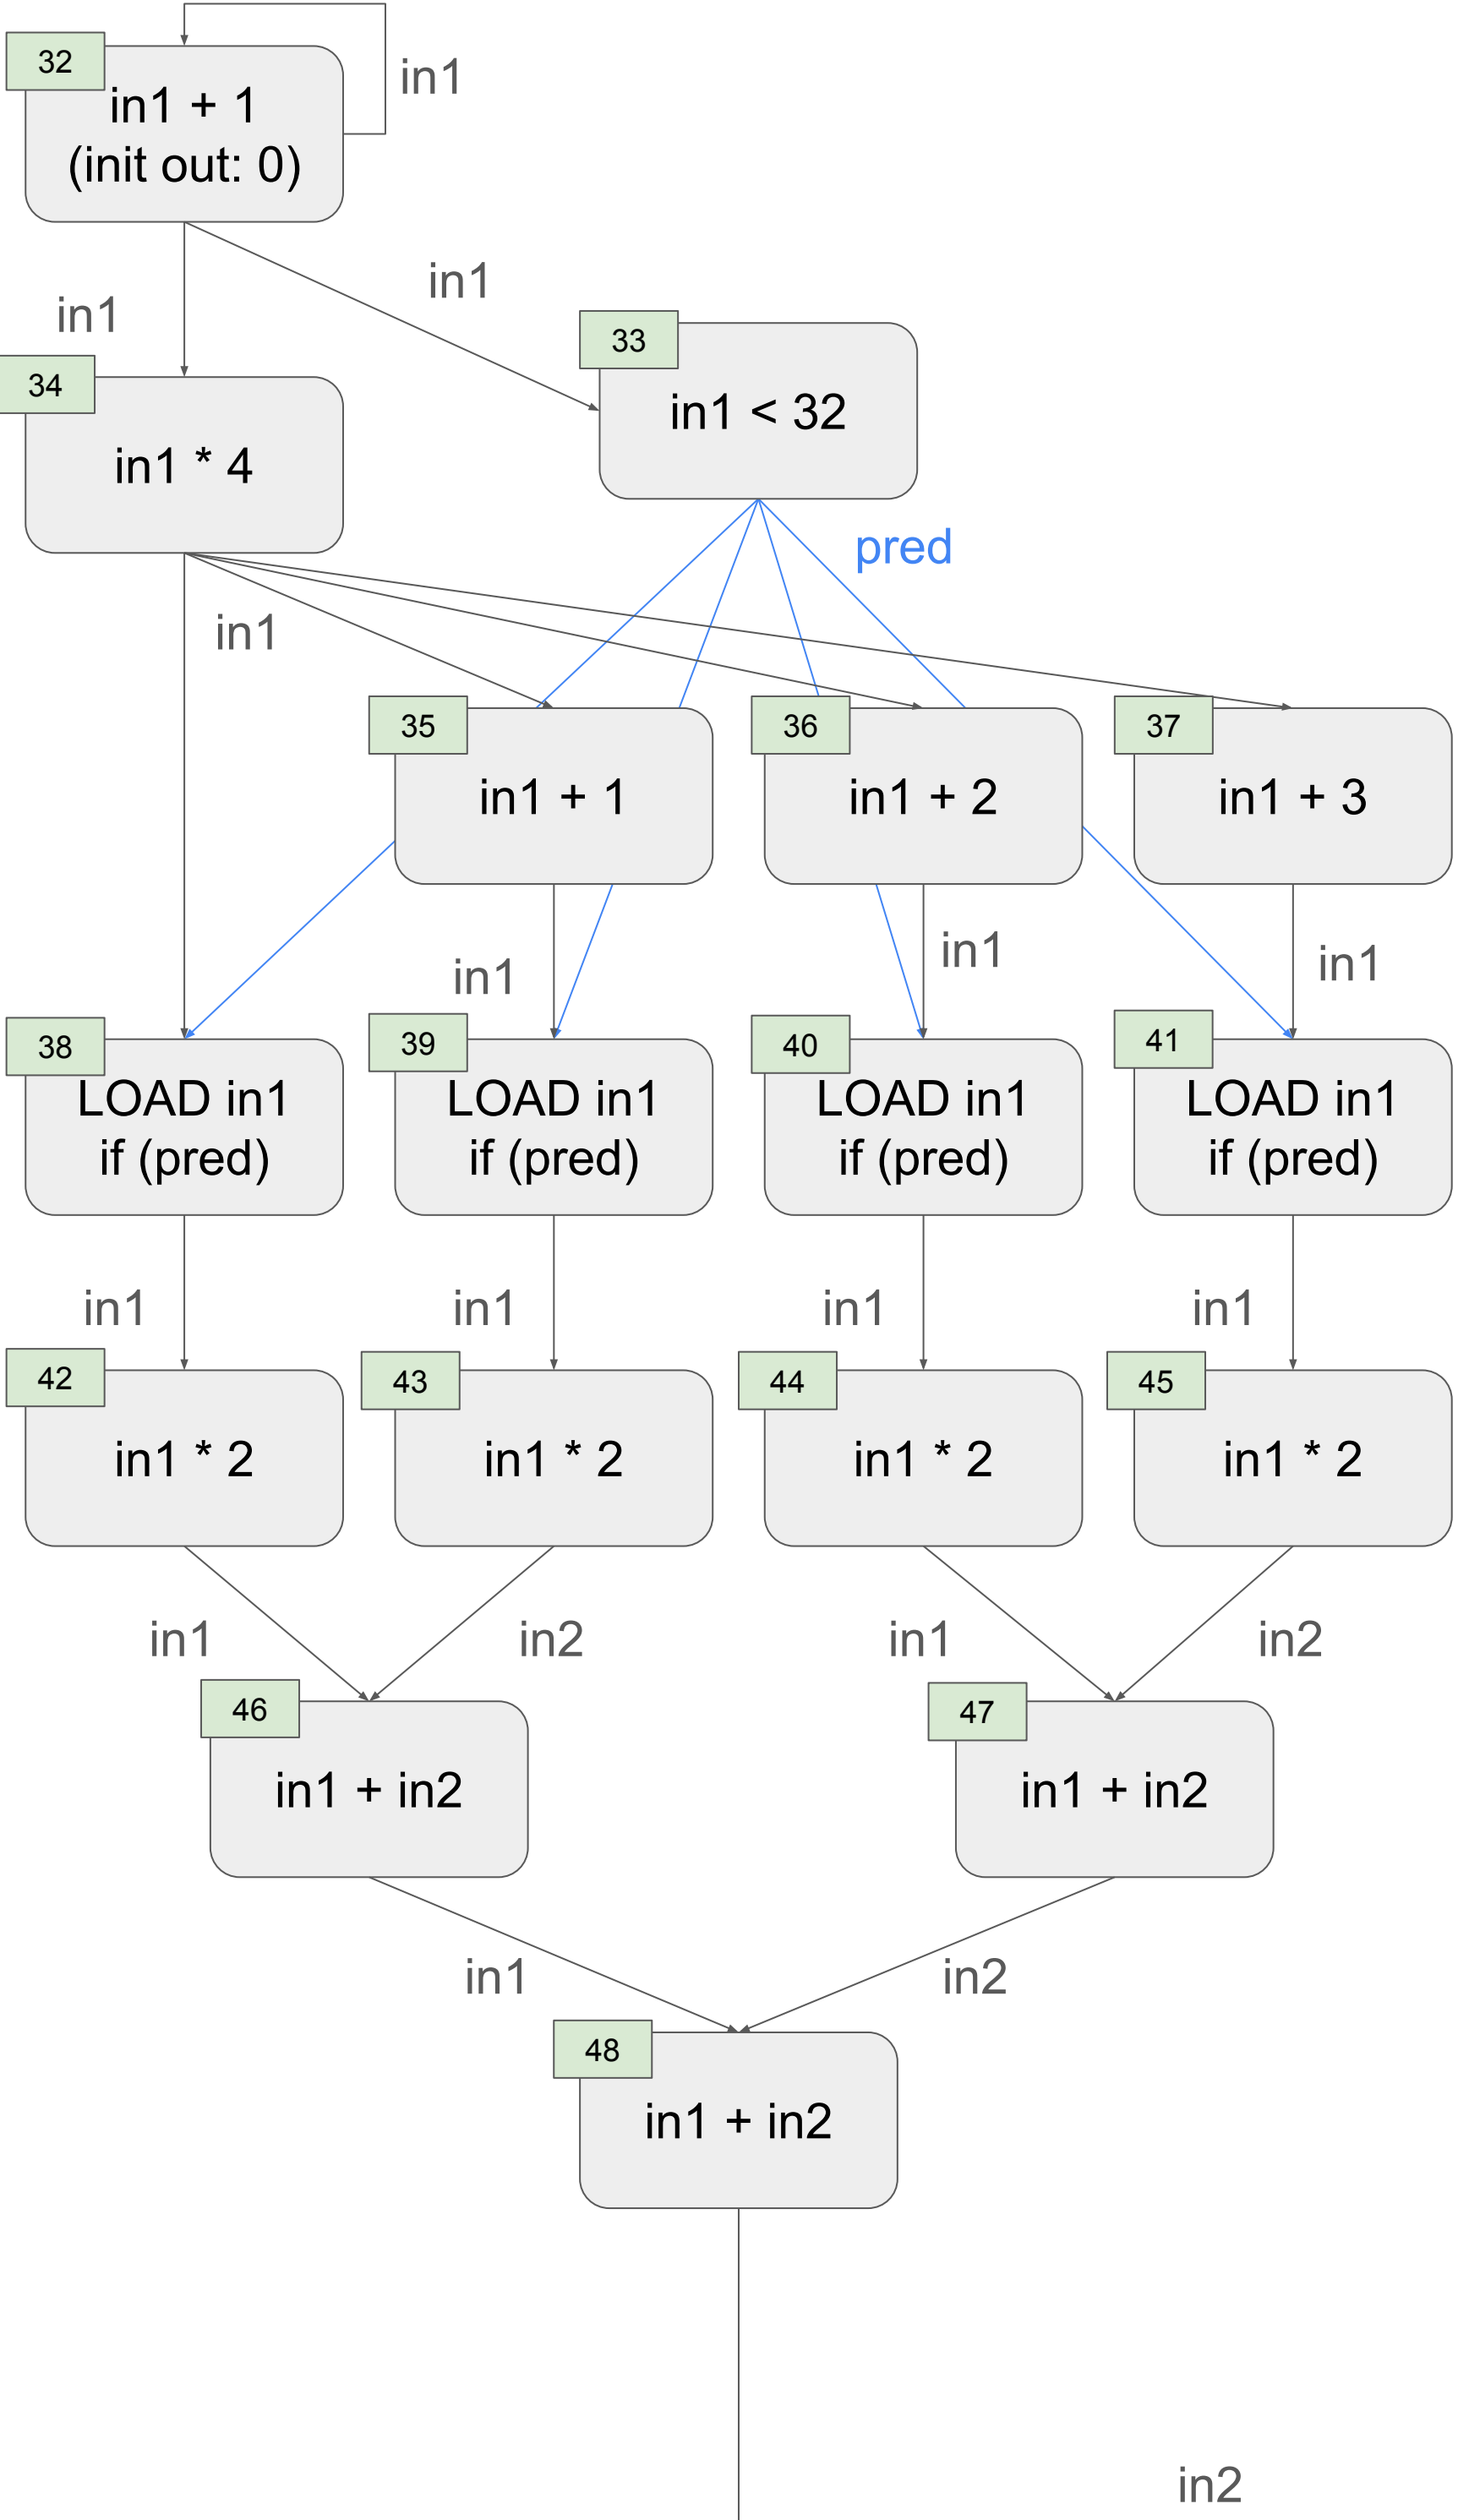 32
in1 + 1
(init out: 0)
in1
in1
in1
33
in1 < 32
34
in1 * 4
pred
in1
35
in1 + 1
36
in1 + 2
37
in1 + 3
in1
in1
in1
38
LOAD in1
if (pred)
39
LOAD in1
if (pred)
40
LOAD in1
if (pred)
41
LOAD in1
if (pred)
in1
in1
in1
in1
42
in1 * 2
43
in1 * 2
44
in1 * 2
45
in1 * 2
in1
in2
in1
in2
46
in1 + in2
47
in1 + in2
in1
in2
48
in1 + in2
in2